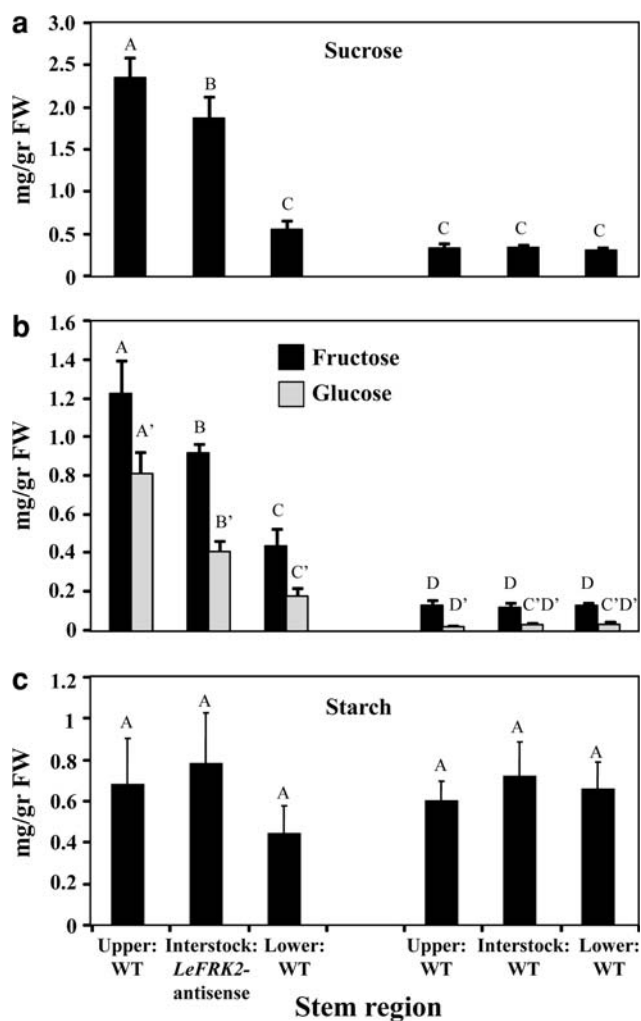 a
Sucrose
mg/gr FW
3.0
2.5
2.0
1.5
1.0
0.5
0
A
B
C
C
C
C
b
Fructose
Glucose
mg/gr FW
1.6
1.4
1.2
1.0
0.8
0.6
0.4
0.2
0
A
A’
B
B’
C
C’
D
D’
D
C’D’
D
C’D’
c
Starch
mg/gr FW
1.2
1
0.8
0.6
0.4
0.2
0
A
A
A
A
A
A
Upper: Interstock: Lower: Upper: Interstock: Lower:
WT LeFRK2- WT WT WT WT
antisense
Stem region